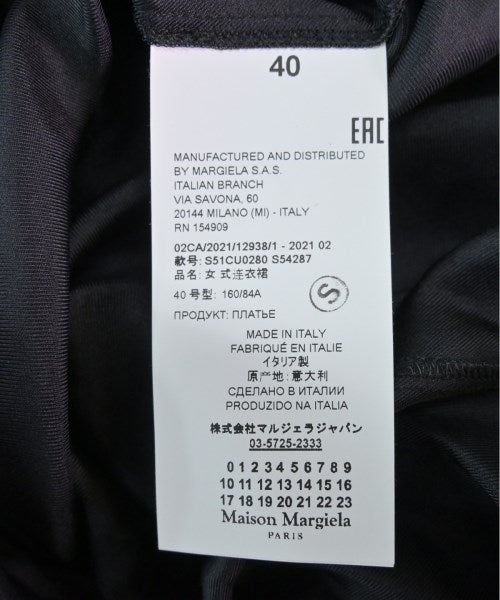 40
EAC
MANUFACTURED AND DISTRIBUTED
BY MARGIELA S.A.S.
ITALIAN BRANCH
VIA SAVONA, 60
20144 MILANO (MI) - ITALY
RN 154909
02CA/2021/12938/1 - 2021 02
款号: S51CU0280 S54287
品名: 女式连衣裙
S
40 号型: 160/84A
ПРОДУКТ: ПЛАТЬЕ
MADE IN ITALY
FABRIQUÉ EN ITALIE
イタリア製
原产地: 意大利
СДЕЛАНО В ИТАЛИИ
PRODUZIDO NA ITALIA
株式会社マルジェラジャパン
03-5725-2333
0 1 2 3 4 5 6 7 8 9
10 11 12 13 14 15 16
17 18 19 20 21 22 23
Maison Margiela
PARIS